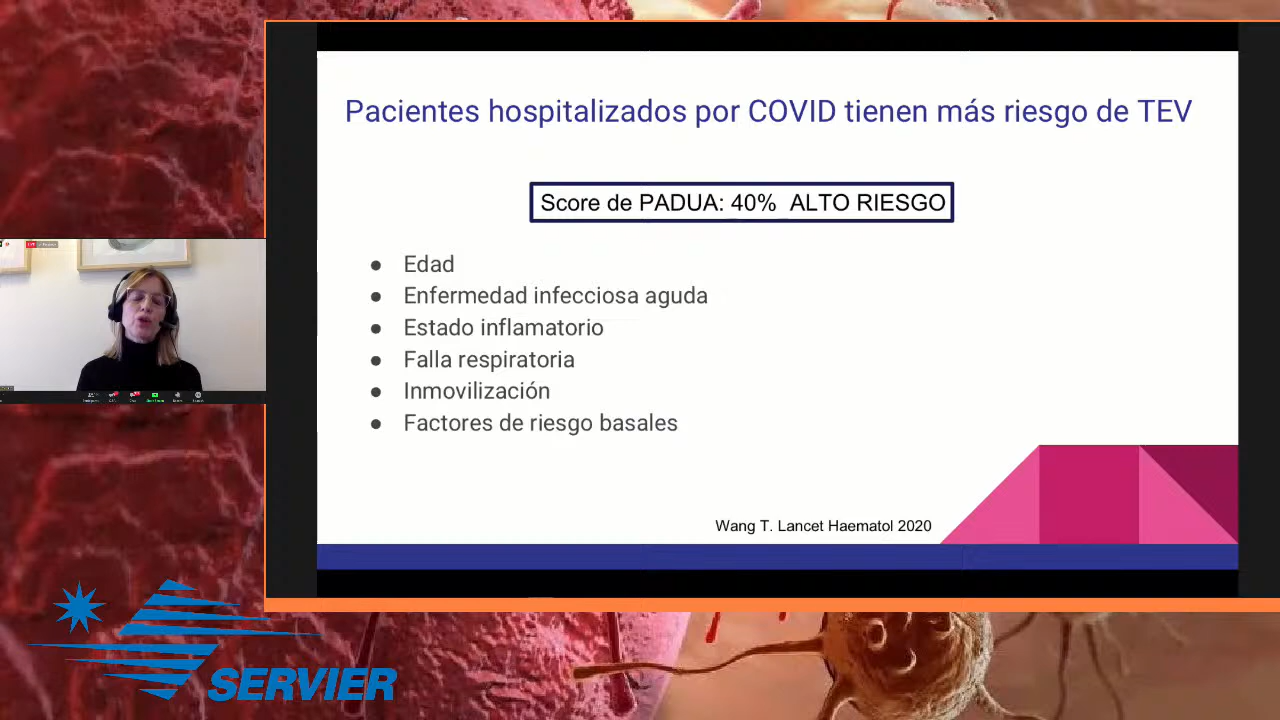 Pacientes hospitalizados por COVID tienen más riesgo de TEV
Score de PADUA: 40% ALTO RIESGO
● Edad
● Enfermedad infecciosa aguda
● Estado inflamatorio
● Falla respiratoria
● Inmovilización
● Factores de riesgo basales
Wang T. Lancet Haematol 2020
SERVIER